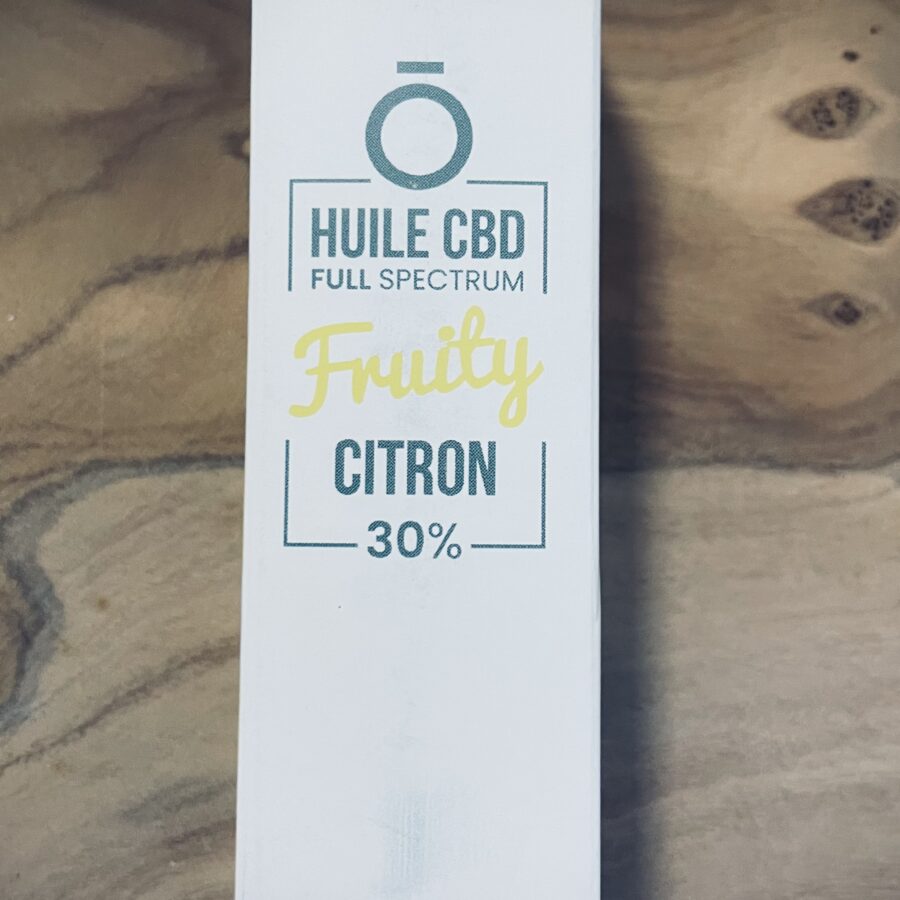 Ō
HUILE CBD
FULL SPECTRUM
Fruity
CITRON
30%